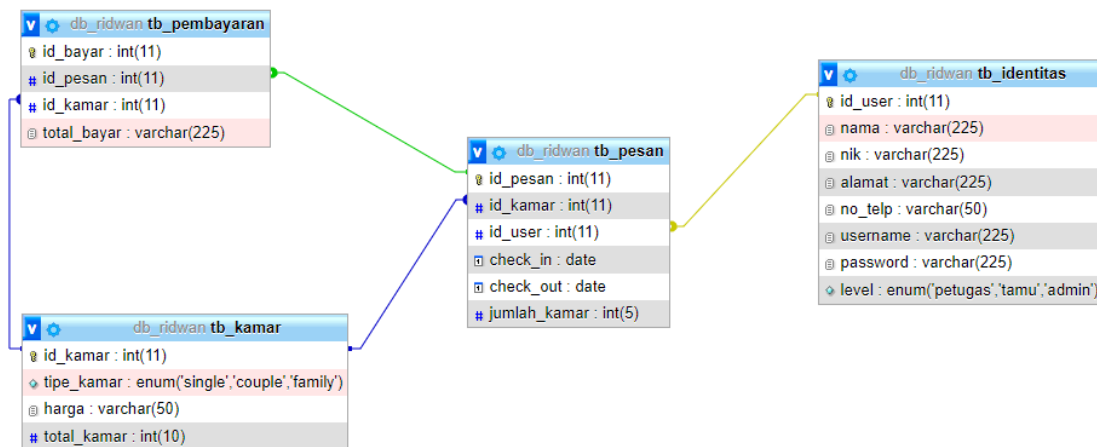 db_ridwan tb_pembayaran
id_bayar : int(11)
id_pesan : int(11)
id_kamar : int(11)
total_bayar : varchar(225)
db_ridwan tb_identitas
id_user : int(11)
nama : varchar(225)
nik : varchar(225)
alamat : varchar(225)
no_telp : varchar(50)
username : varchar(225)
password : varchar(225)
level : enum('petugas','tamu','admin')
db_ridwan tb_pesan
id_pesan : int(11)
id_kamar : int(11)
id_user : int(11)
check_in : date
check_out : date
jumlah_kamar : int(5)
db_ridwan tb_kamar
id_kamar : int(11)
tipe_kamar : enum('single','couple','family')
harga : varchar(50)
total_kamar : int(10)